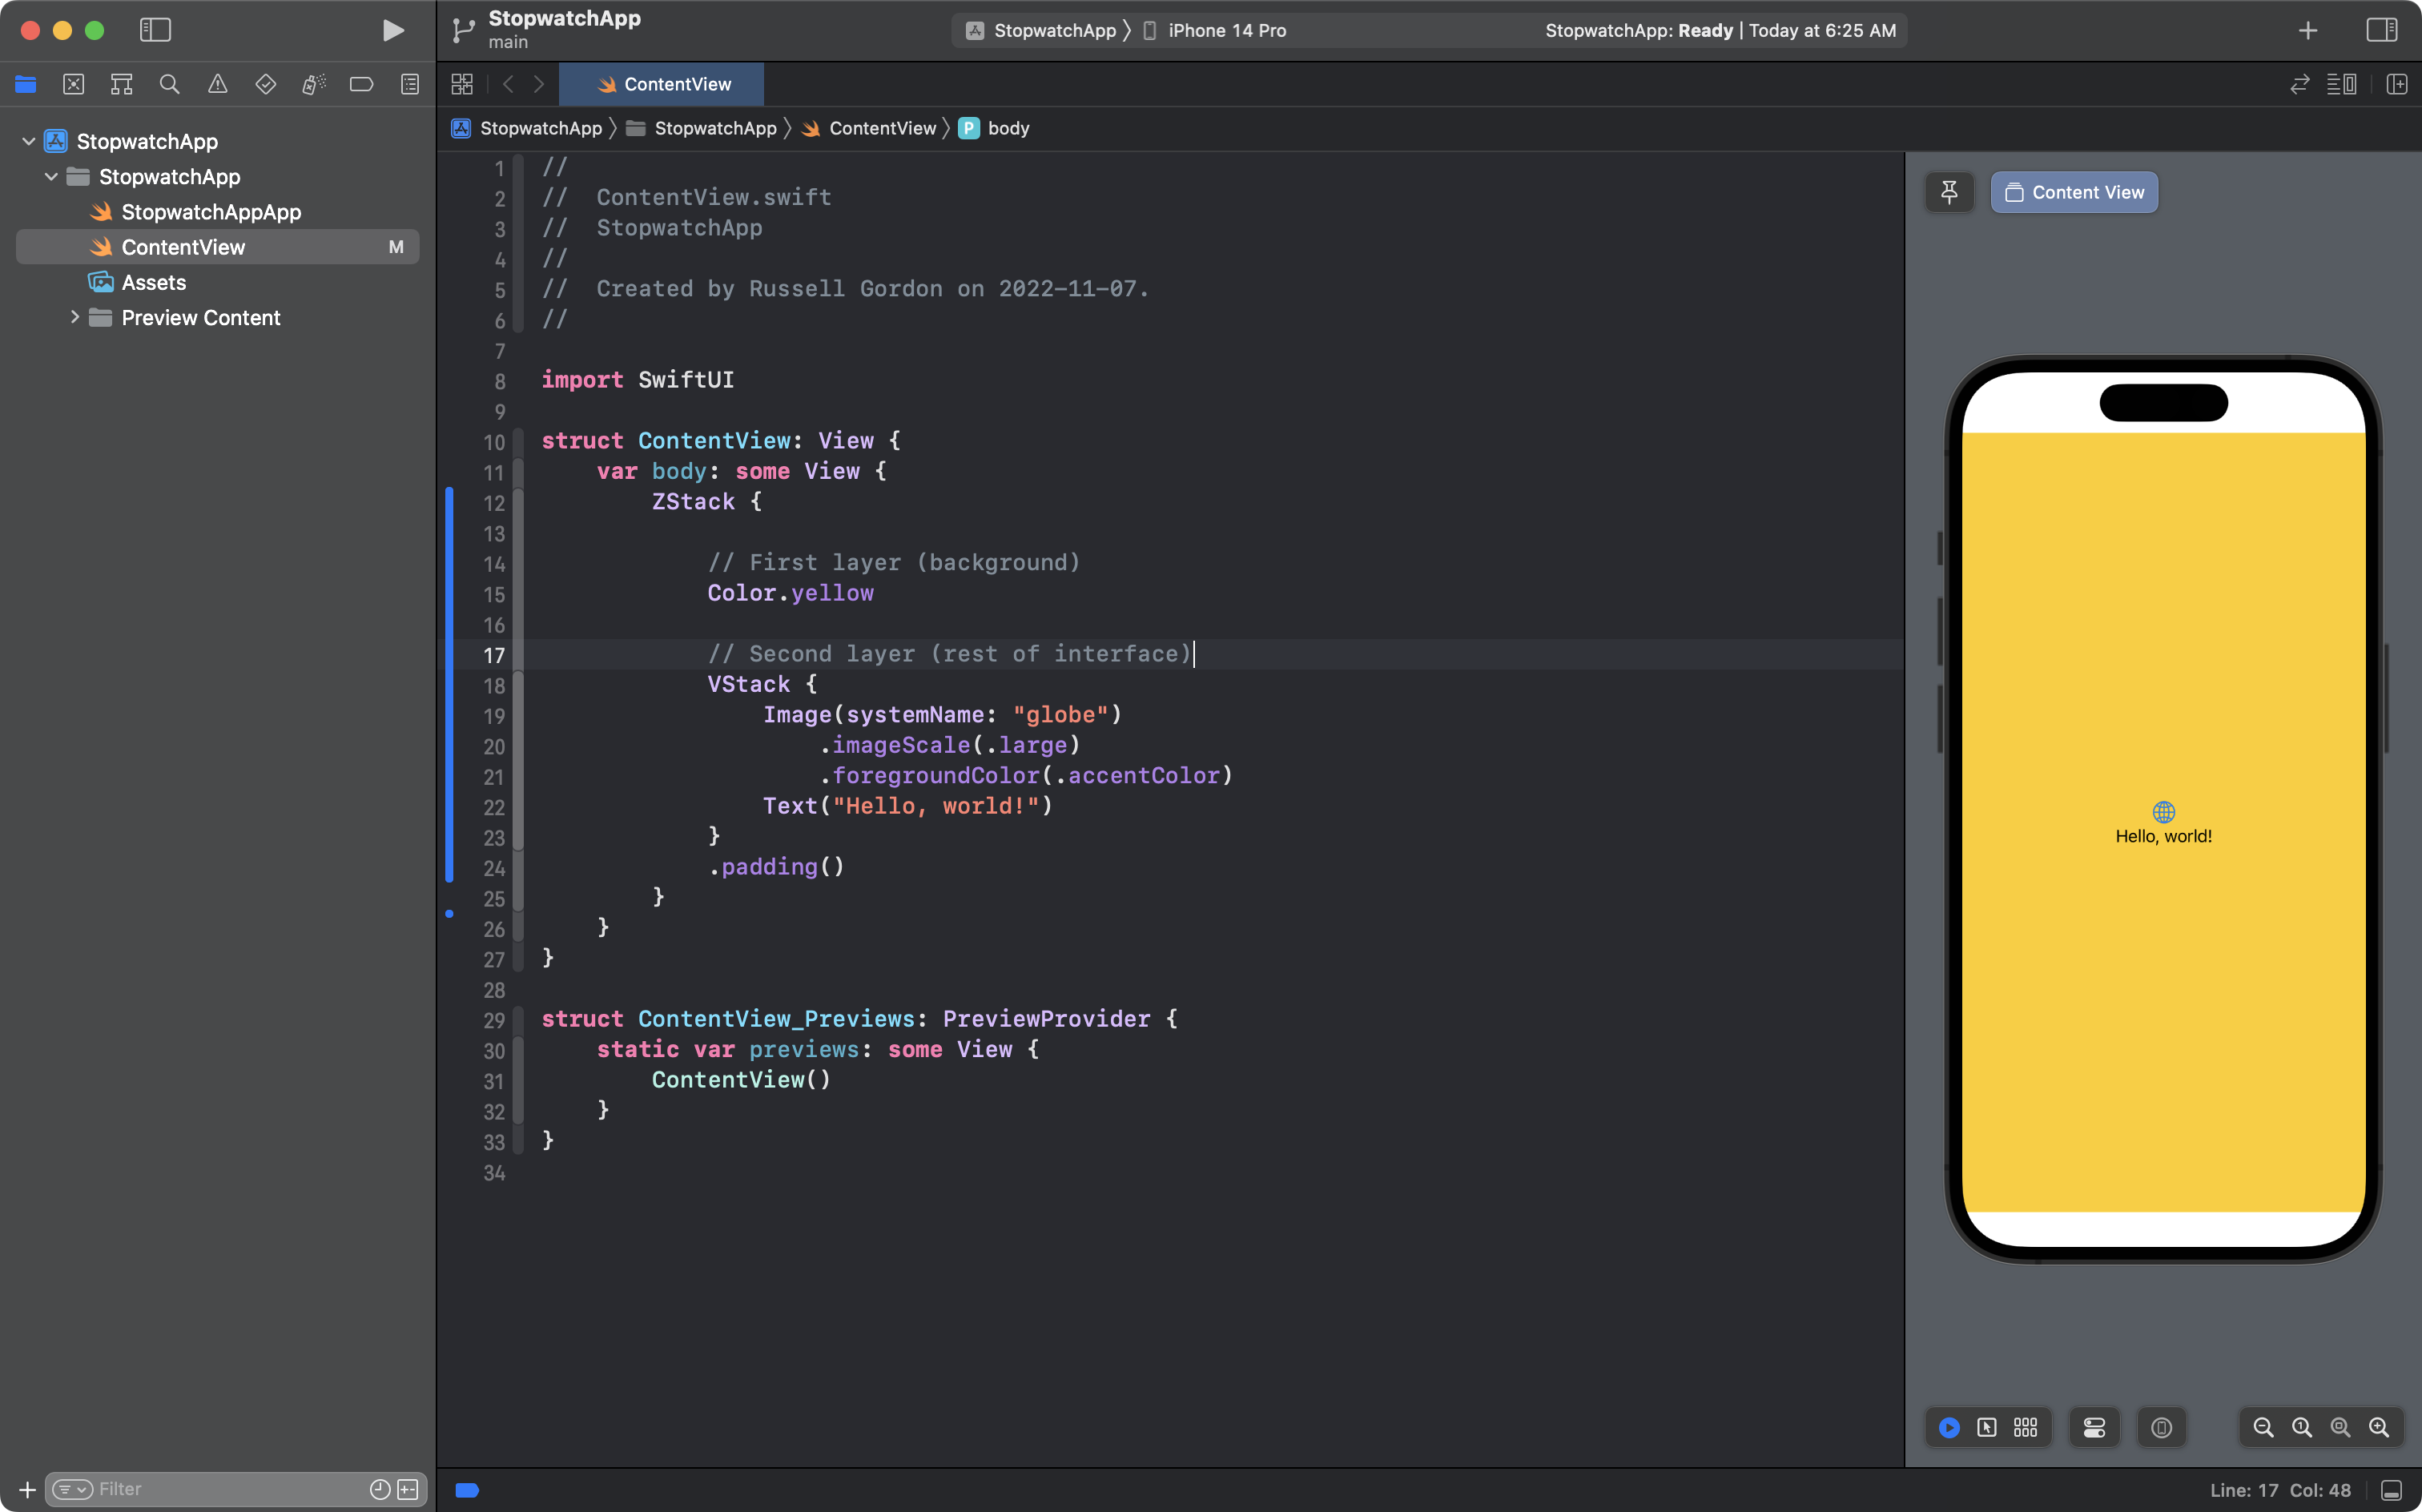 StopwatchApp
main
StopwatchApp
iPhone 14 Pro
StopwatchApp: Ready | Today at 6:25 AM
ContentView
StopwatchApp
StopwatchApp
ContentView
P
body
StopwatchApp
StopwatchApp
StopwatchAppApp
ContentView M
Assets
Preview Content
1 //
2 //  ContentView.swift
3 //  StopwatchApp
4 //
5 //  Created by Russell Gordon on 2022-11-07.
6 //
7
8 import SwiftUI
9
10 struct ContentView: View {
11     var body: some View {
12         ZStack {
13
14             // First layer (background)
15             Color.yellow
16
17             // Second layer (rest of interface)
18             VStack {
19                 Image(systemName: "globe")
20                     .imageScale(.large)
21                     .foregroundColor(.accentColor)
22                 Text("Hello, world!")
23             }
24             .padding()
25         }
26     }
27 }
28
29 struct ContentView_Previews: PreviewProvider {
30     static var previews: some View {
31         ContentView()
32     }
33 }
34
Content View
Hello, world!
Filter
Line: 17 Col: 48